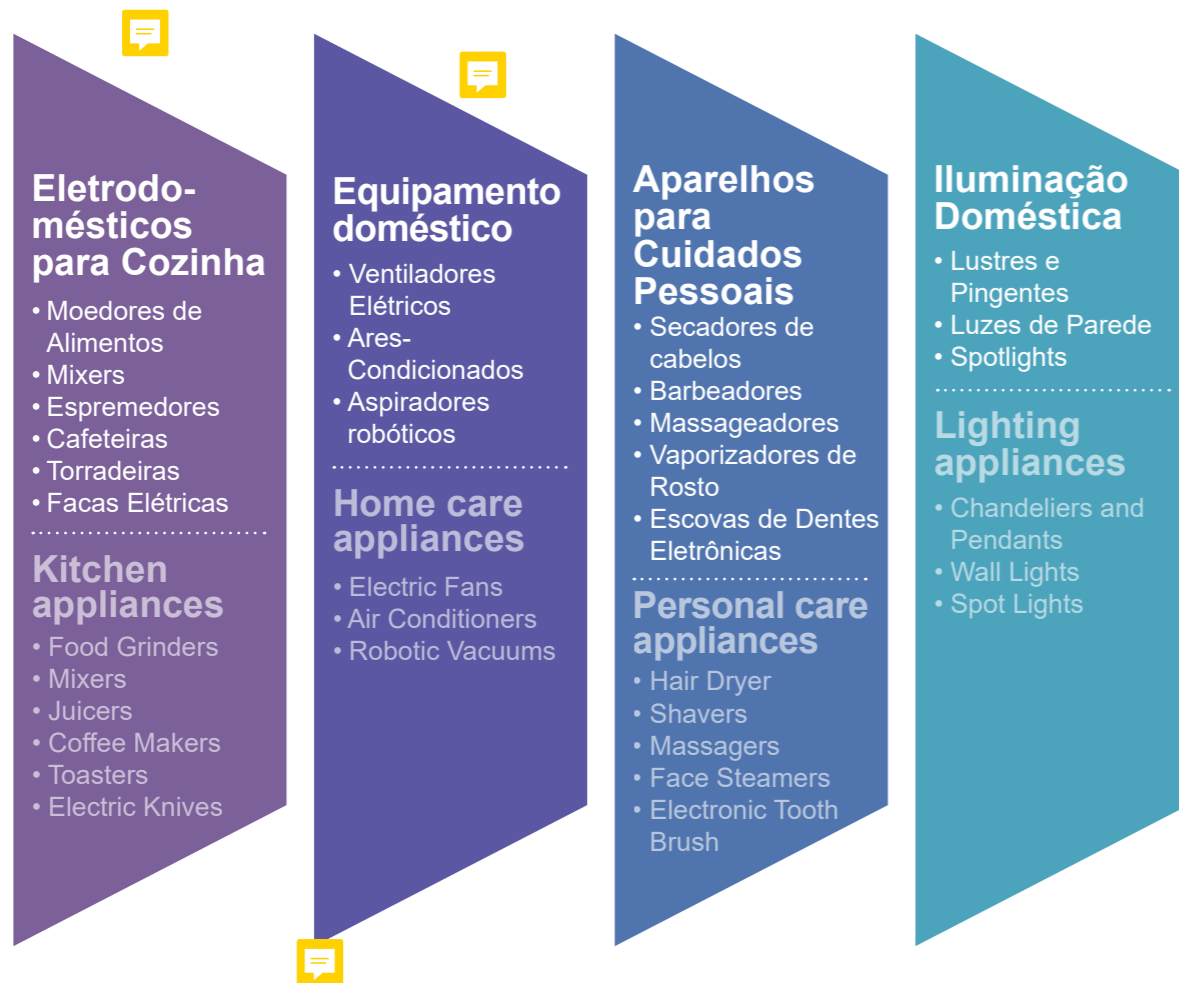 Eletrodo-
mésticos
para Cozinha
• Moedores de
Alimentos
• Mixers
• Espremedores
• Cafeteiras
• Torradeiras
• Facas Elétricas
Kitchen
appliances
• Food Grinders
• Mixers
• Juicers
• Coffee Makers
• Toasters
• Electric Knives
Equipamento
doméstico
• Ventiladores
Elétricos
• Ares-
Condicionados
• Aspiradores
robóticos
Home care
appliances
• Electric Fans
• Air Conditioners
• Robotic Vacuums
Aparelhos
para
Cuidados
Pessoais
• Secadores de
cabelos
• Barbeadores
• Massageadores
• Vaporizadores de
Rosto
• Escovas de Dentes
Eletrônicas
Personal care
appliances
• Hair Dryer
• Shavers
• Massagers
• Face Steamers
• Electronic Tooth
Brush
Iluminação
Doméstica
• Lustres e
Pingentes
• Luzes de Parede
• Spotlights
Lighting
appliances
• Chandeliers and
Pendants
• Wall Lights
• Spot Lights